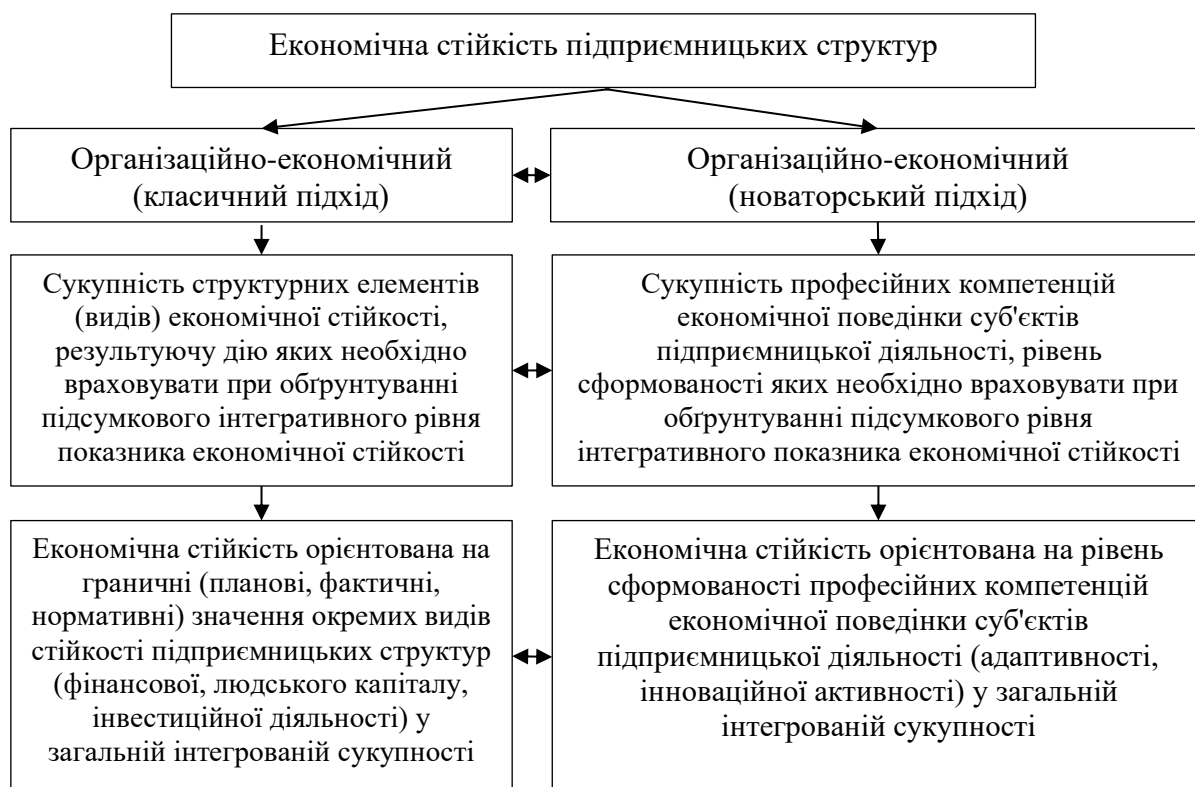 Економічна стійкість підприємницьких структур
Організаційно-економічний
(класичний підхід)
Організаційно-економічний
(новаторський підхід)
Сукупність структурних елементів
(видів) економічної стійкості,
результуючу дію яких необхідно
враховувати при обґрунтуванні
підсумкового інтегративного рівня
показника економічної стійкості
Сукупність професійних компетенцій
економічної поведінки суб'єктів
підприємницької діяльності, рівень
сформованості яких необхідно враховувати при
обґрунтуванні підсумкового рівня
інтегративного показника економічної стійкості
Економічна стійкість орієнтована на
граничні (планові, фактичні,
нормативні) значення окремих видів
стійкості підприємницьких структур
(фінансової, людського капіталу,
інвестиційної діяльності) у
загальній інтегрованій сукупності
Економічна стійкість орієнтована на рівень
сформованості професійних компетенцій
економічної поведінки суб'єктів
підприємницької діяльності (адаптивності,
інноваційної активності) у загальній
інтегрованій сукупності